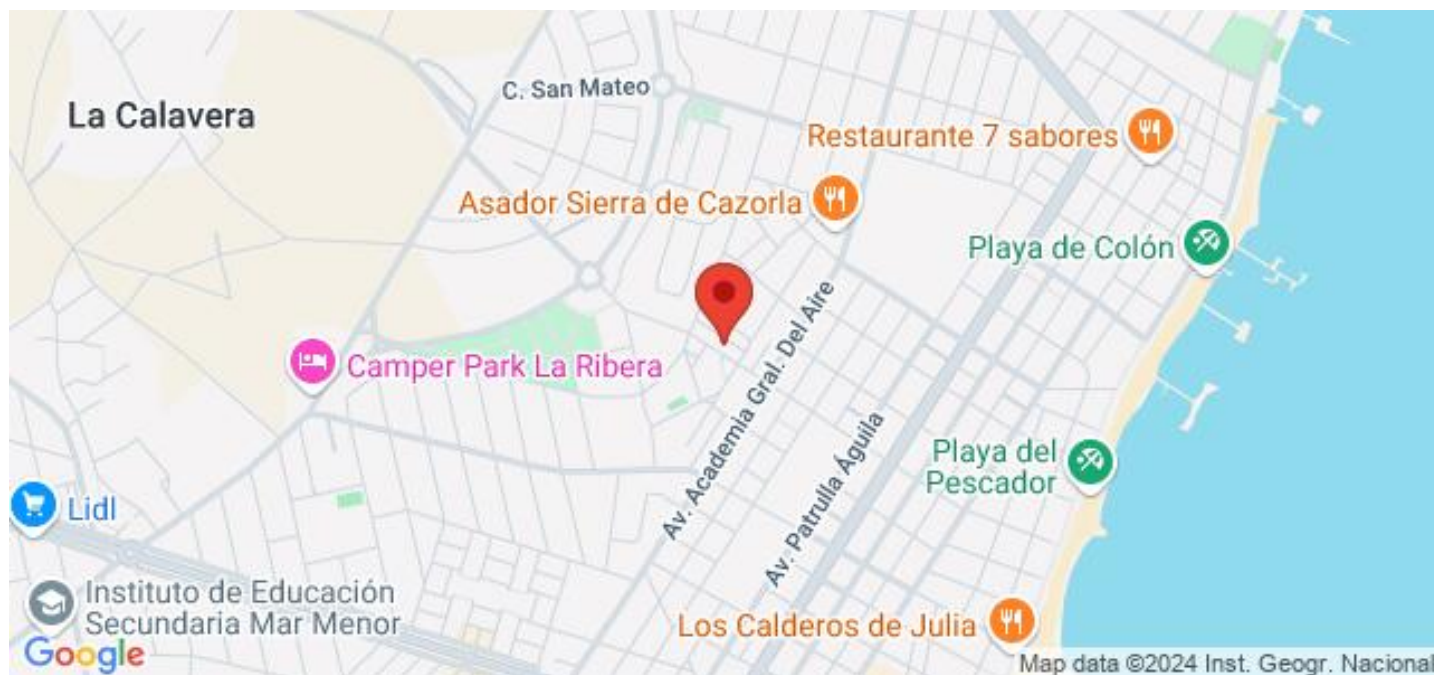 C. San Mateo
La Calavera
Restaurante 7 sabores
Asador Sierra de Cazorla
Playa de Colón
Av. Academia Gral. Del Aire
Camper Park La Ribera
Av. Patrulla Águila
Playa del
Pescador
Lidl
Instituto de Educación
Secundaria Mar Menor
Los Calderos de Julia
Google
Map data ©2024 Inst. Geogr. Nacional